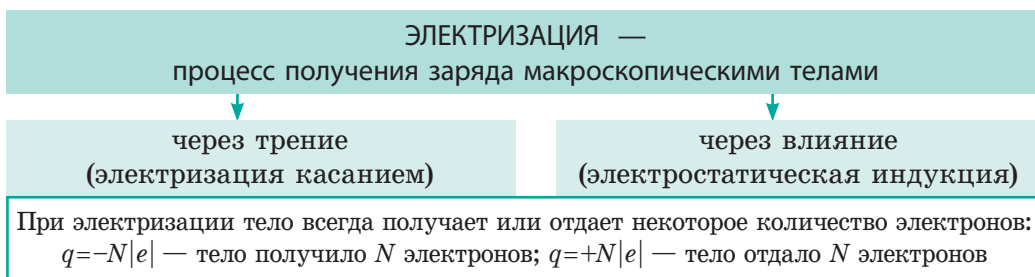 ЭЛЕКТРИЗАЦИЯ —
процесс получения заряда макроскопическими телами
через трение
(электризация касанием)
через влияние
(электростатическая индукция)
При электризации тело всегда получает или отдает некоторое количество электронов:
q=−N|e| — тело получило N электронов; q=+N|e| — тело отдало N электронов